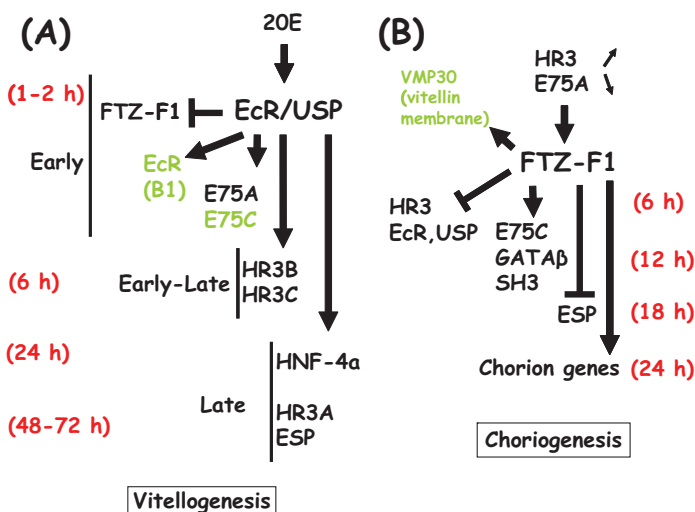 (A)
20E
(1-2 h)
FTZ-F1
EcR/USP
Early
EcR
(B1)
E75A
E75C
(6 h)
Early-Late
HR3B
HR3C
(24 h)
HNF-4a
Late
(48-72 h)
HR3A
ESP
Vitellogenesis
(B)
HR3
E75A
VMP30
(vitellin
membrane)
FTZ-F1
HR3
EcR,USP
E75C
GATAβ
SH3
ESP
(6 h)
(12 h)
(18 h)
Chorion genes
(24 h)
Choriogenesis